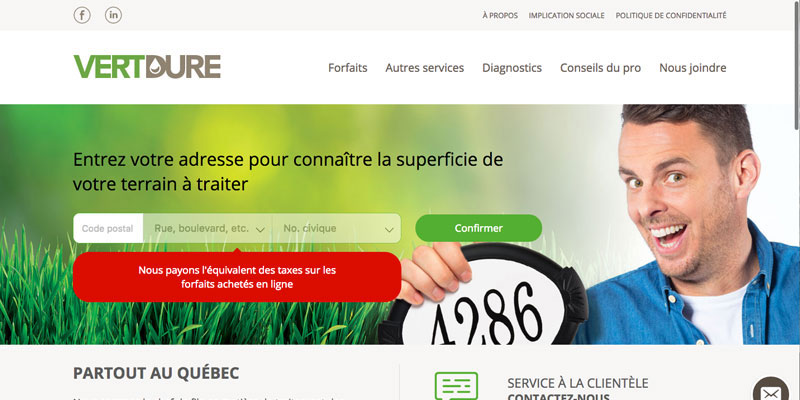 À PROPOS IMPLICATION SOCIALE POLITIQUE DE CONFIDENTIALITÉ
VERTDURE
Forfaits Autres services Diagnostics Conseils du pro Nous joindre
Entrez votre adresse pour connaître la superficie de
votre terrain à traiter
Code postal Rue, boulevard, etc. No. civique Confirmer
Nous payons l'équivalent des taxes sur les
forfaits achetés en ligne
4286
PARTOUT AU QUÉBEC
SERVICE À LA CLIENTÈLE
CONTACTEZ-NOUS